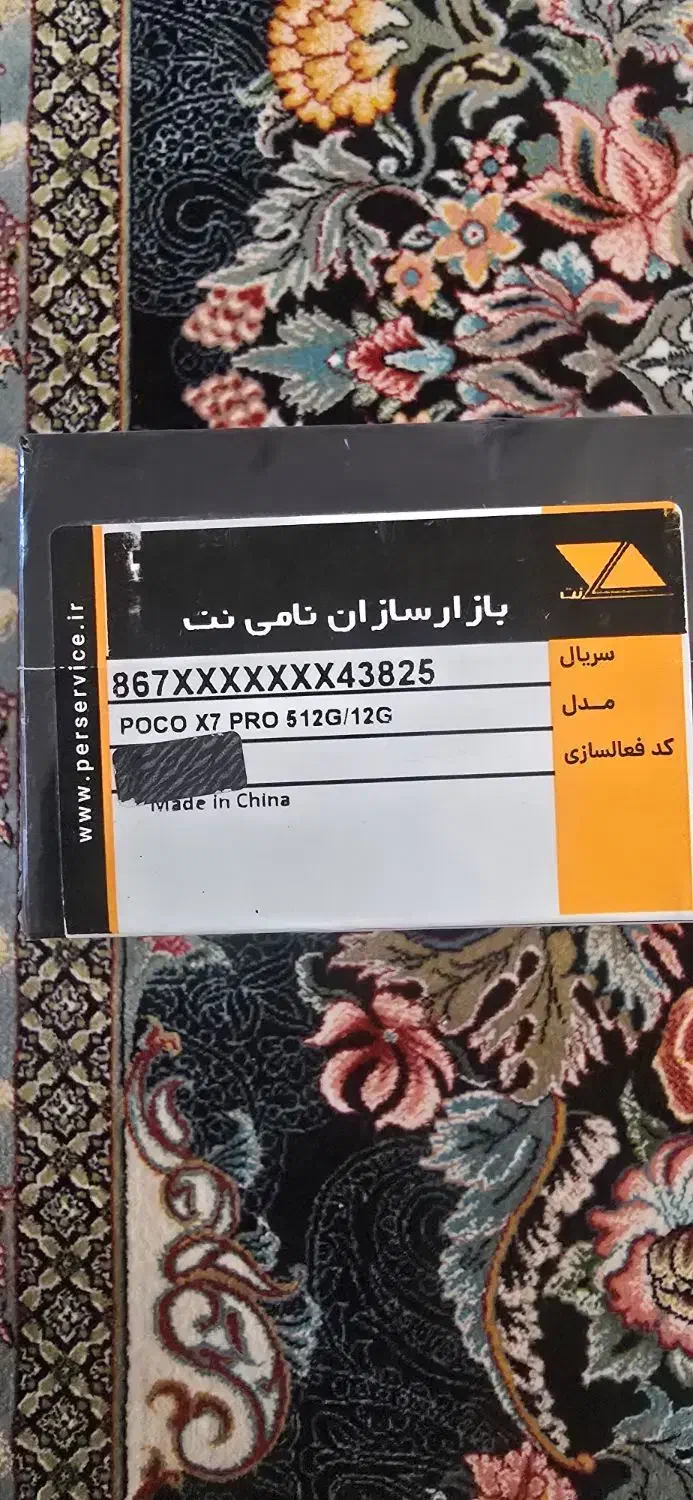 بازارسازان نامی نت
نت
سریال
867XXXXXXX43825
مدل
POCO X7 PRO 512G/12G
کد فعالسازی
Made in China
www.perservice.ir